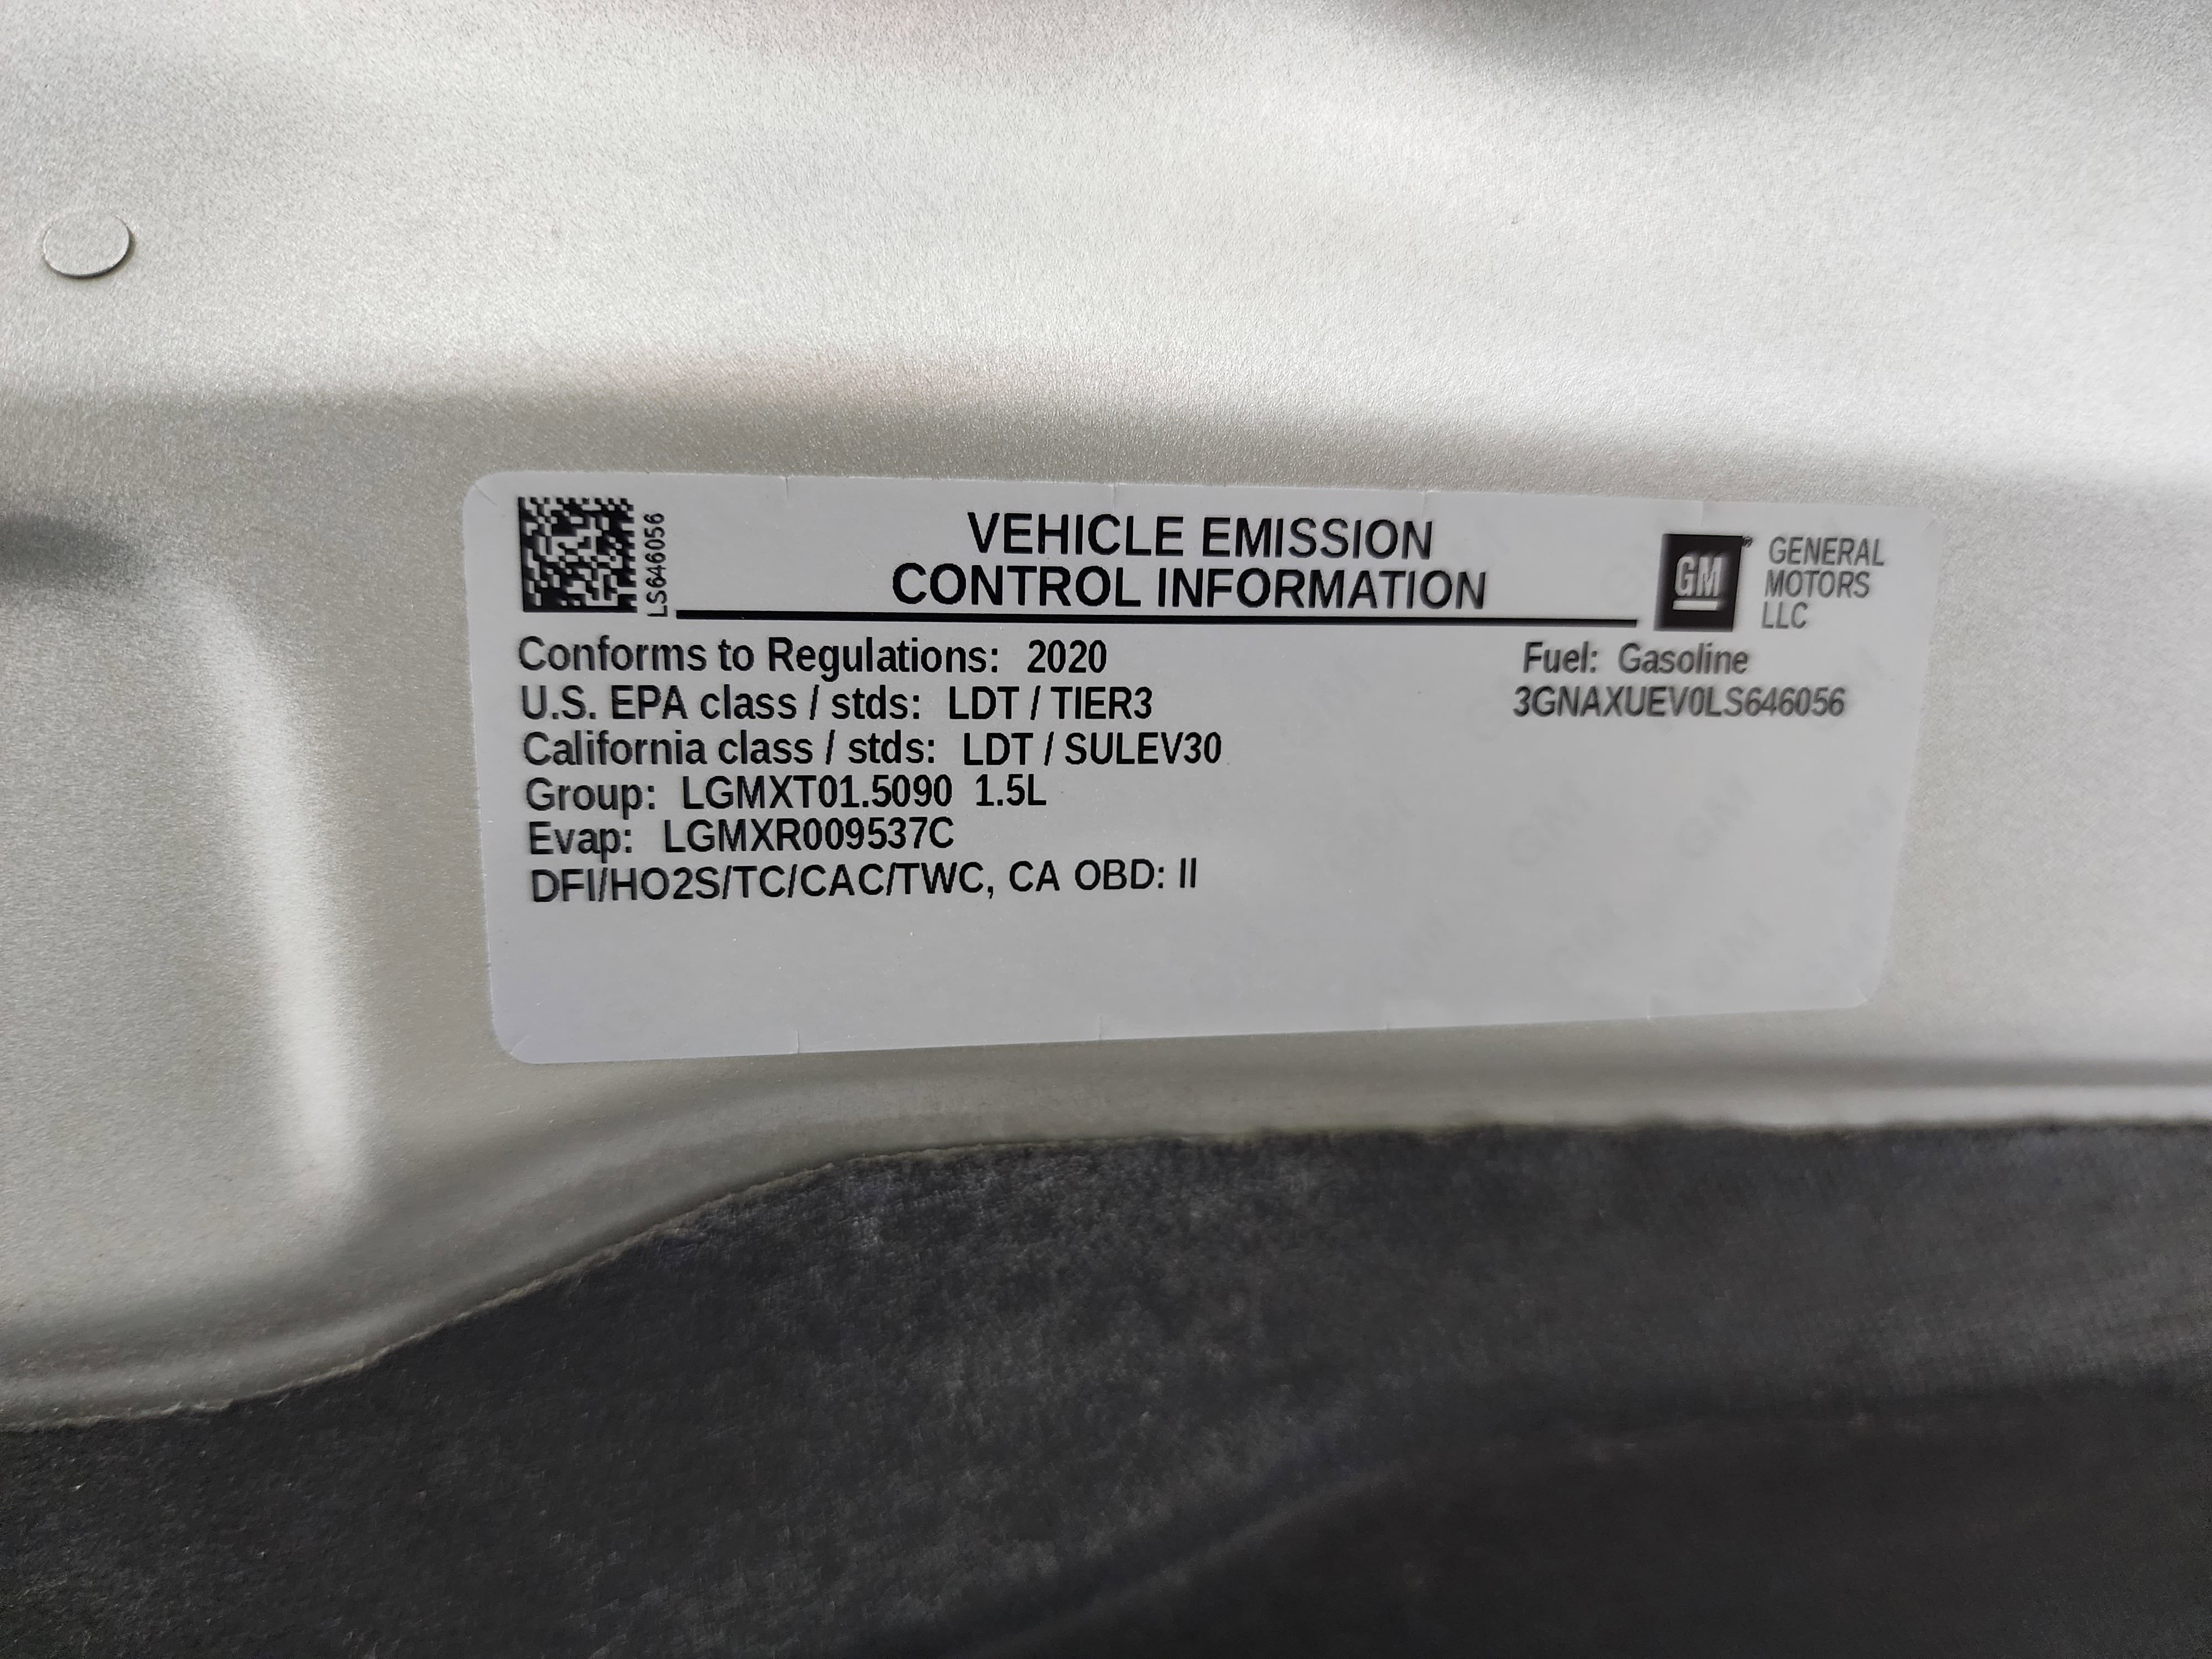 LS646056
VEHICLE EMISSION
CONTROL INFORMATION
GM®
GENERAL
MOTORS
LLC
Conforms to Regulations: 2020
U.S. EPA class / stds: LDT / TIER3
California class / stds: LDT / SULEV30
Group: LGMXT01.5090 1.5L
Evap: LGMXR009537C
DFI/HO2S/TC/CAC/TWC, CA OBD: II
Fuel: Gasoline
3GNAXUEV0LS646056